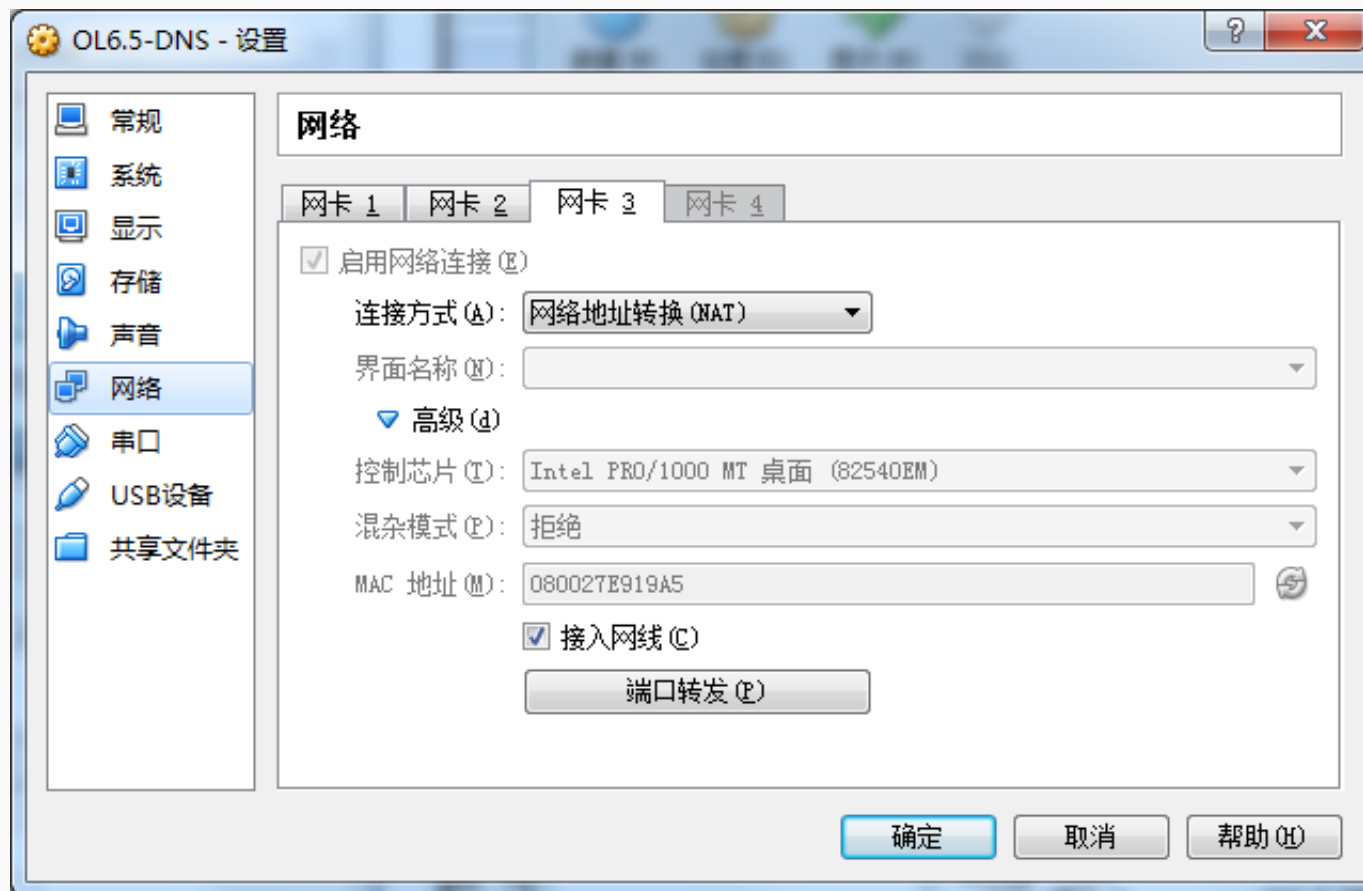 OL6.5-DNS - 设置
常规
系统
显示
存储
声音
网络
串口
USB设备
共享文件夹
网络
网卡 1 网卡 2 网卡 3 网卡 4
启用网络连接(E)
连接方式(A): 网络地址转换(NAT)
界面名称(N):
高级(d)
控制芯片(T): Intel PRO/1000 MT 桌面 (82540EM)
混杂模式(P): 拒绝
MAC 地址(M): 080027E919A5
接入网线(C)
端口转发(P)
确定 取消 帮助(H)